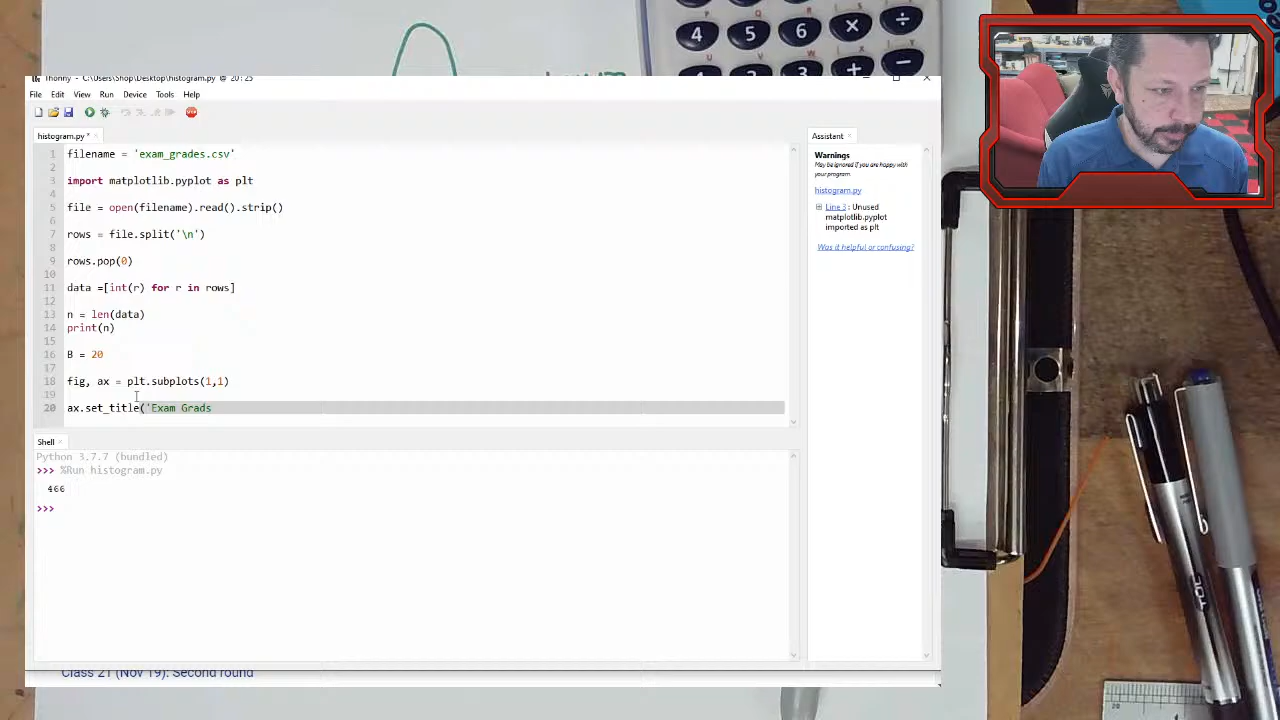 4 5 6 × ÷
P Q R
U V W
1 2 3 + −
Thonny - C:\Users\Shop\Desktop\histogram.py @ 20:25
File Edit View Run Device Tools Help
histogram.py *
1 filename = 'exam_grades.csv'
2
3 import matplotlib.pyplot as plt
4
5 file = open(filename).read().strip()
6
7 rows = file.split('\n')
8
9 rows.pop(0)
10
11 data =[int(r) for r in rows]
12
13 n = len(data)
14 print(n)
15
16 B = 20
17
18 fig, ax = plt.subplots(1,1)
19
20 ax.set_title('Exam Grads
Assistant
Warnings
May be ignored if you are happy with
your program.
histogram.py
Line 3 : Unused
matplotlib.pyplot
imported as plt
Was it helpful or confusing?
Shell
Python 3.7.7 (bundled)
>>> %Run histogram.py
466
>>>
Class 21 (Nov 19): Second round